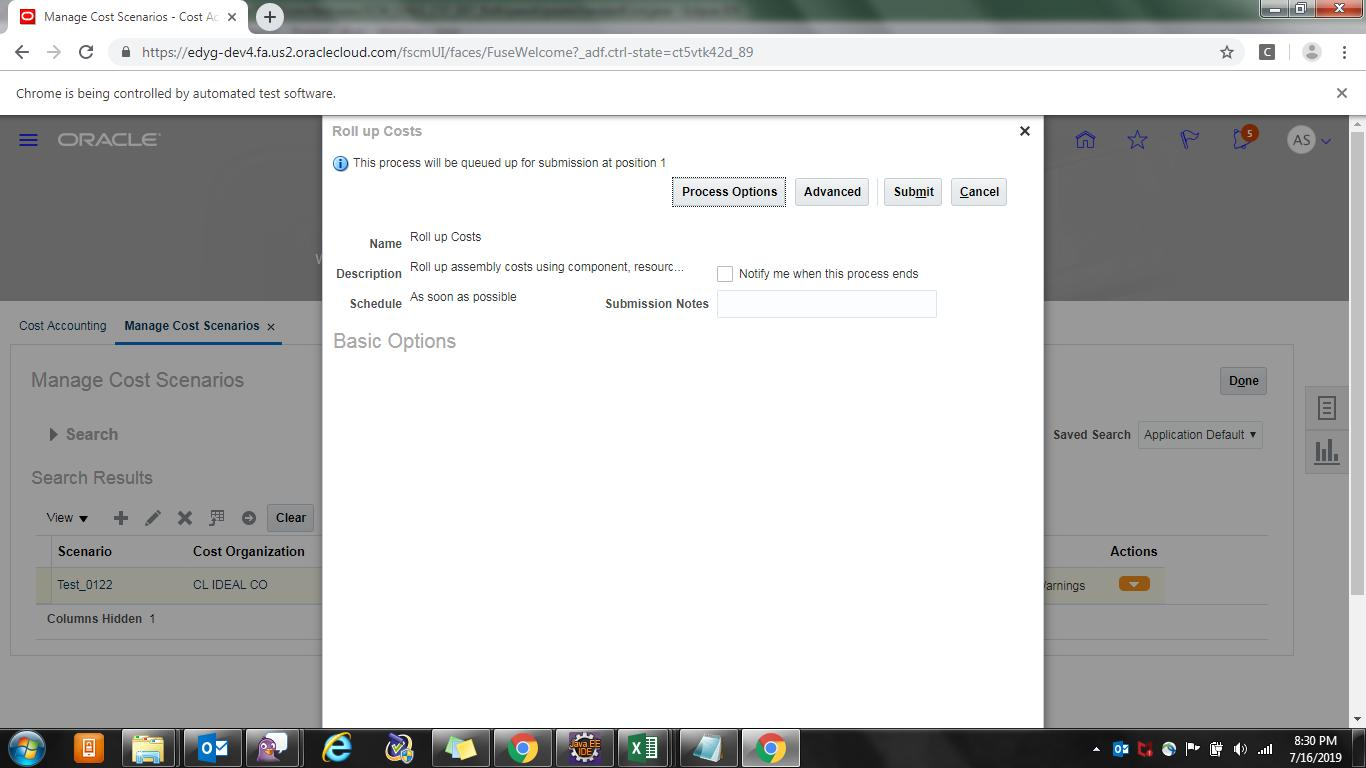 Manage Cost Scenarios - Cost Ac
https://edyg-dev4.fa.us2.oraclecloud.com/fscmUI/faces/FuseWelcome?_adf.ctrl-state=ct5vtk42d_89
C
Chrome is being controlled by automated test software.
ORACLE
5
AS
Roll up Costs
This process will be queued up for submission at position 1
Process Options
Advanced
Submit
Cancel
Name
Roll up Costs
Description
Roll up assembly costs using component, resourc...
Notify me when this process ends
Schedule
As soon as possible
Submission Notes
Basic Options
Cost Accounting
Manage Cost Scenarios
Manage Cost Scenarios
Done
Search
Saved Search
Application Default
Search Results
View
Clear
Scenario
Cost Organization
Actions
Test_0122
CL IDEAL CO
Varnings
Columns Hidden 1
Java EE
IDE
8:30 PM
7/16/2019